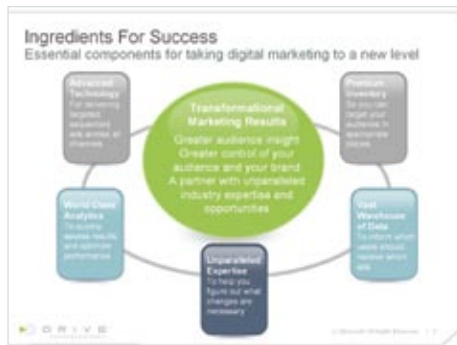 Ingredients For Success
Essential components for taking digital marketing to a new level
Advanced
Technology
For delivering
targeted,
sequenced
ads across all
channels
Transformational
Marketing Results
Greater audience insight
Greater control of your
audience and your brand
A partner with unparalleled
industry expertise and
opportunities
Premium
Inventory
So you can
target your
audience in
appropriate
places
World Class
Analytics
To quickly
assess results
and optimize
performance
Unparalleled
Expertise
To help you
figure out what
changes are
necessary
Vast
Warehouse
of Data
To inform which
users should
receive which
ads
DRIVE